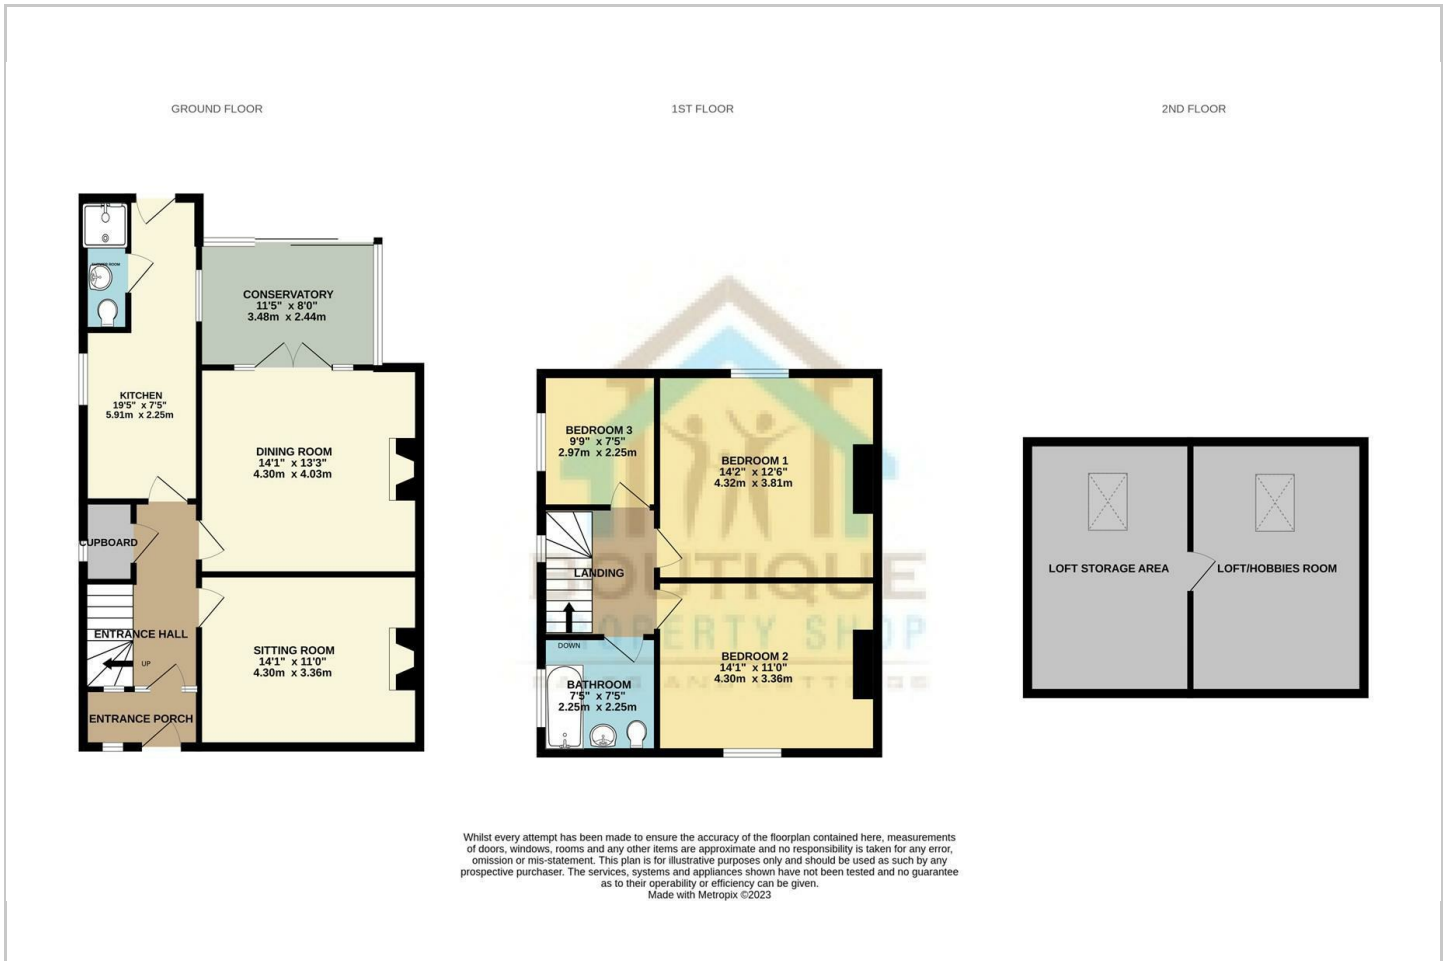 GROUND FLOOR
1ST FLOOR
2ND FLOOR
SHOWER ROOM
CONSERVATORY
11'5" x 8'0"
3.48m x 2.44m
KITCHEN
19'5" x 7'5"
5.91m x 2.25m
DINING ROOM
14'1" x 13'3"
4.30m x 4.03m
CUPBOARD
ENTRANCE HALL
UP
SITTING ROOM
14'1" x 11'0"
4.30m x 3.36m
ENTRANCE PORCH
BEDROOM 3
9'9" x 7'5"
2.97m x 2.25m
BEDROOM 1
14'2" x 12'6"
4.32m x 3.81m
LANDING
DOWN
BEDROOM 2
14'1" x 11'0"
4.30m x 3.36m
BATHROOM
7'5" x 7'5"
2.25m x 2.25m
BOUTIQUE
PROPERTY SHOP
SALES AND LETTINGS
LOFT STORAGE AREA
LOFT/HOBBIES ROOM
Whilst every attempt has been made to ensure the accuracy of the floorplan contained here, measurements
of doors, windows, rooms and any other items are approximate and no responsibility is taken for any error,
omission or mis-statement. This plan is for illustrative purposes only and should be used as such by any
prospective purchaser. The services, systems and appliances shown have not been tested and no guarantee
as to their operability or efficiency can be given.
Made with Metropix ©2023